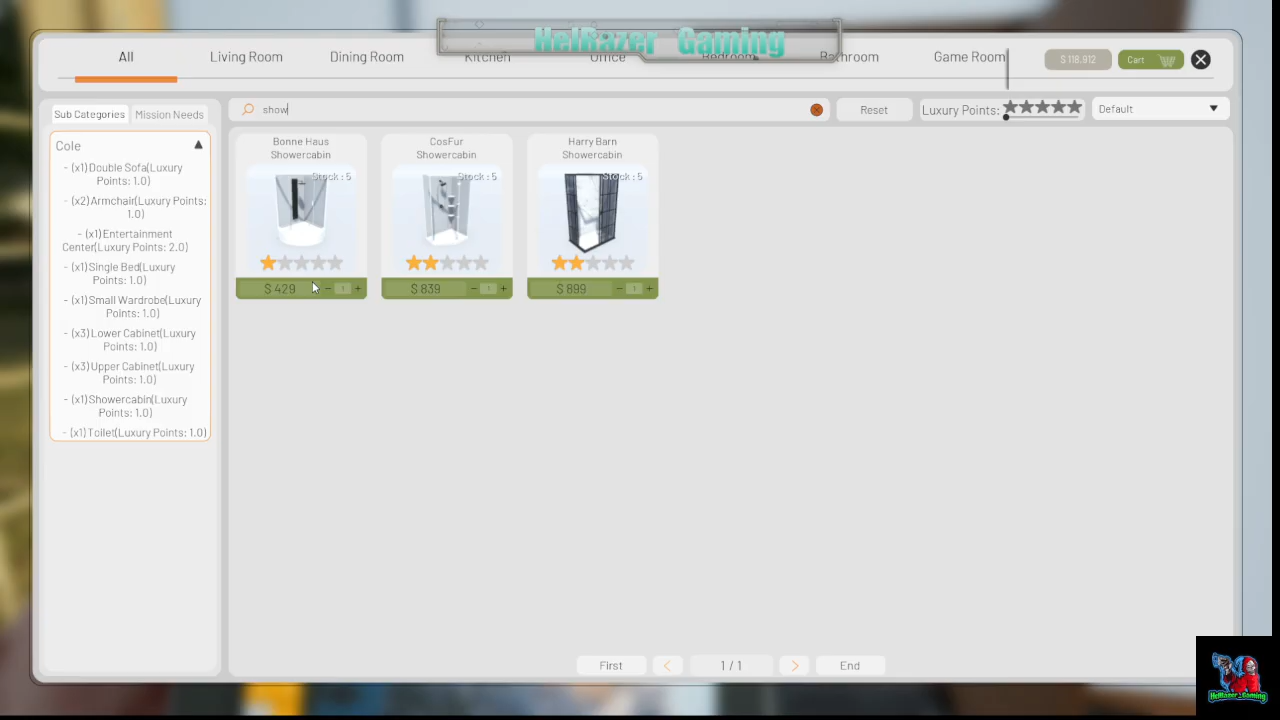 HelRazer Gaming
All
Living Room
Dining Room
Kitchen
Office
Bedroom
Bathroom
Game Room
$ 118,912
Cart
Sub Categories
Mission Needs
show
Reset
Luxury Points:
Default
Cole
- (x1) Double Sofa(Luxury
Points: 1.0)
- (x2) Armchair(Luxury Points:
1.0)
- (x1) Entertainment
Center(Luxury Points: 2.0)
- (x1) Single Bed(Luxury
Points: 1.0)
- (x1) Small Wardrobe(Luxury
Points: 1.0)
- (x3) Lower Cabinet(Luxury
Points: 1.0)
- (x3) Upper Cabinet(Luxury
Points: 1.0)
- (x1) Showercabin(Luxury
Points: 1.0)
- (x1) Toilet(Luxury Points: 1.0)
Bonne Haus
Showercabin
Stock : 5
$ 429
- 1 +
CosFur
Showercabin
Stock : 5
$ 839
- 1 +
Harry Barn
Showercabin
Stock : 5
$ 899
- 1 +
First
<
1 / 1
>
End
HelRazer Gaming